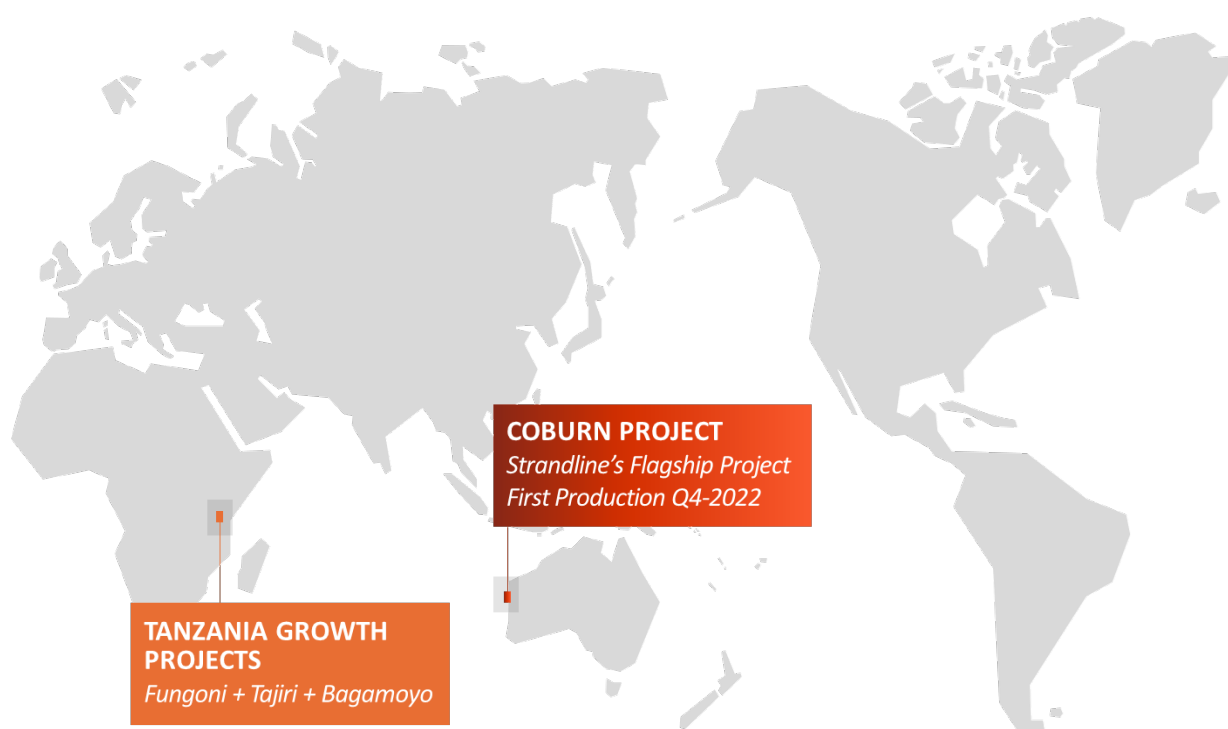 COBURN PROJECT
Strandline’s Flagship Project
First Production Q4-2022
TANZANIA GROWTH
PROJECTS
Fungoni + Tajiri + Bagamoyo